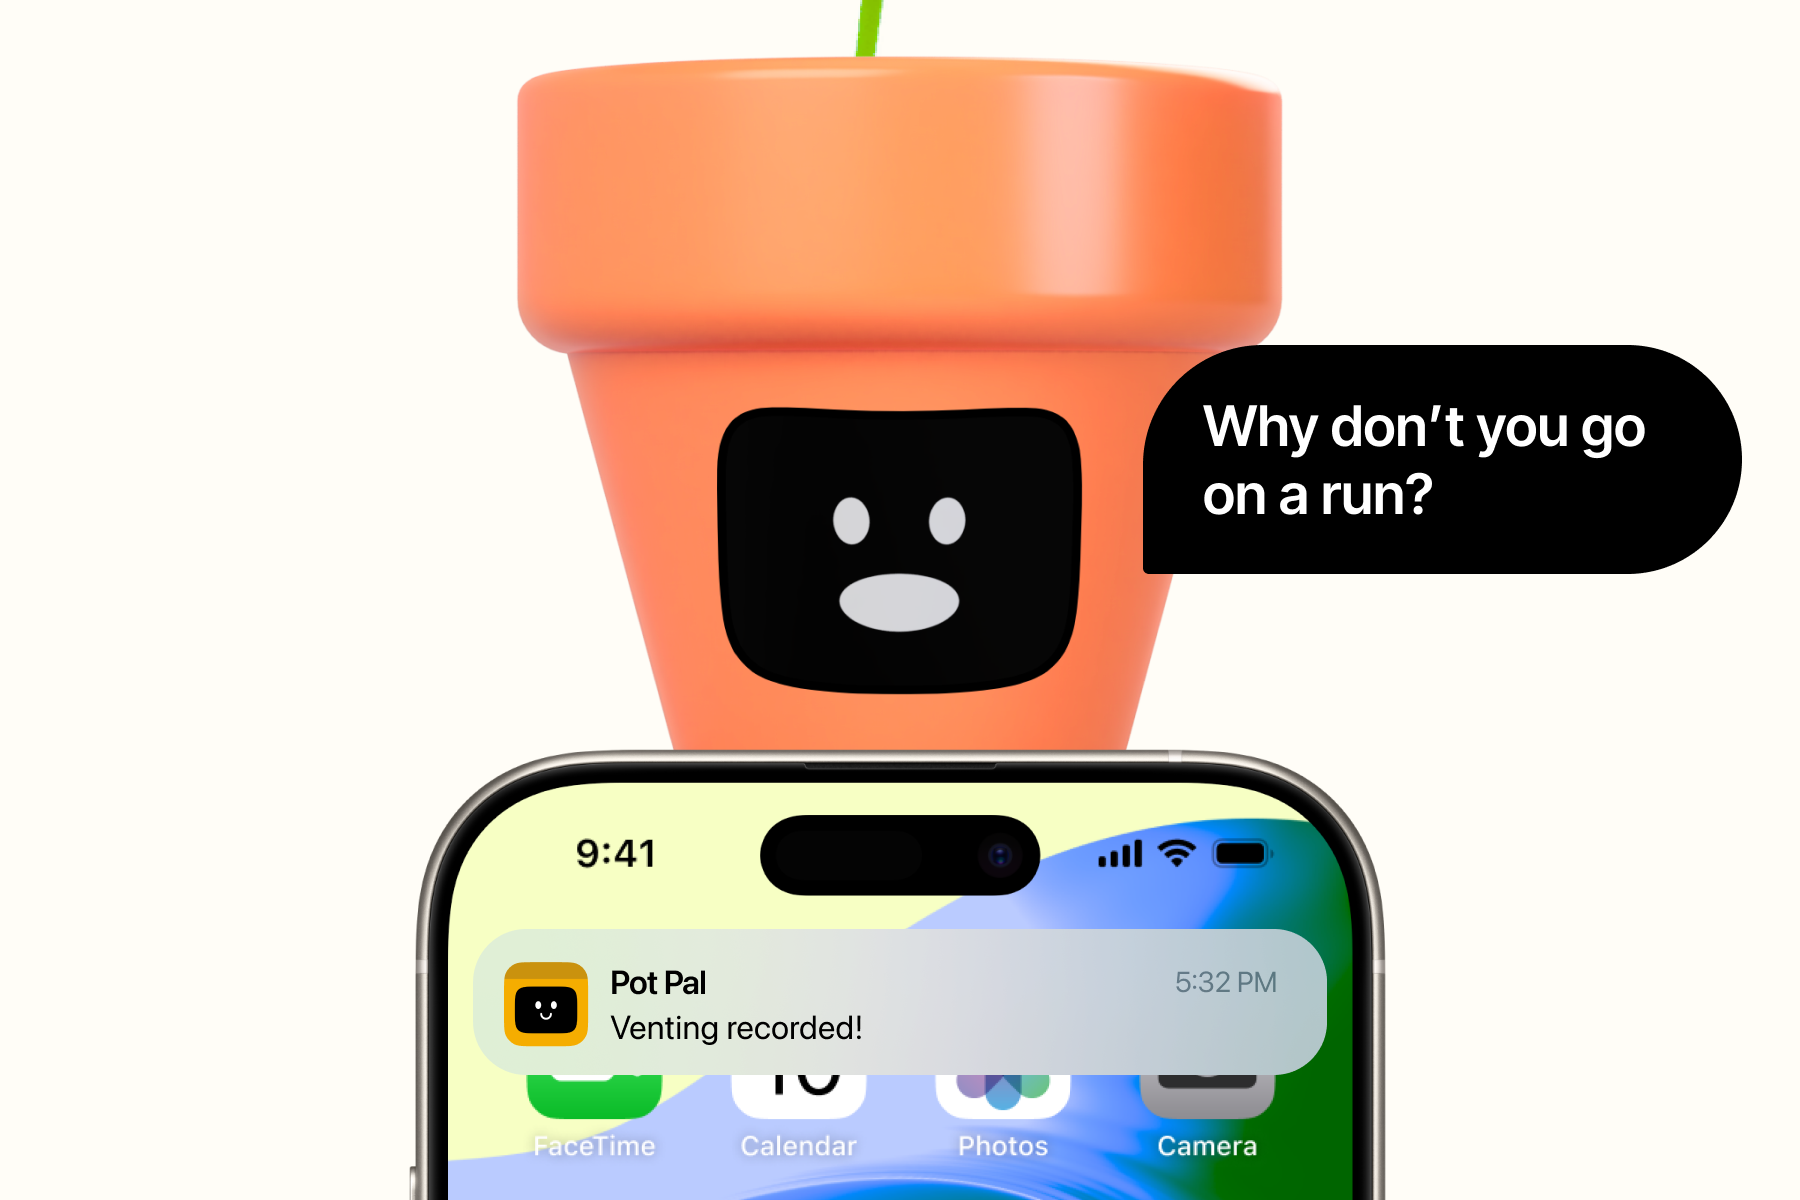 Why don't you go
on a run?
9:41
Pot Pal
5:32 PM
Venting recorded!
FaceTime
Calendar
Photos
Camera